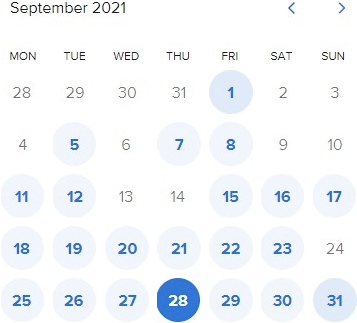 September 2021
MON TUE WED THU FRI SAT SUN
28 29 30 31 1 2 3
4 5 6 7 8 9 10
11 12 13 14 15 16 17
18 19 20 21 22 23 24
25 26 27 28 29 30 31